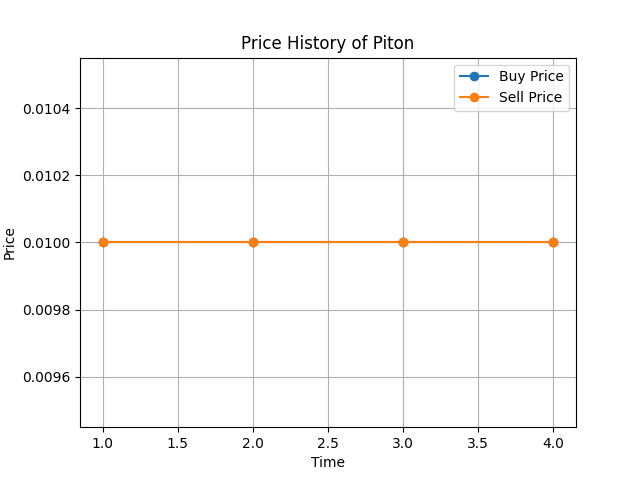 Price History of Piton
Buy Price
Sell Price
0.0104
0.0102
0.0100
0.0098
0.0096
Price
1.0 1.5 2.0 2.5 3.0 3.5 4.0
Time